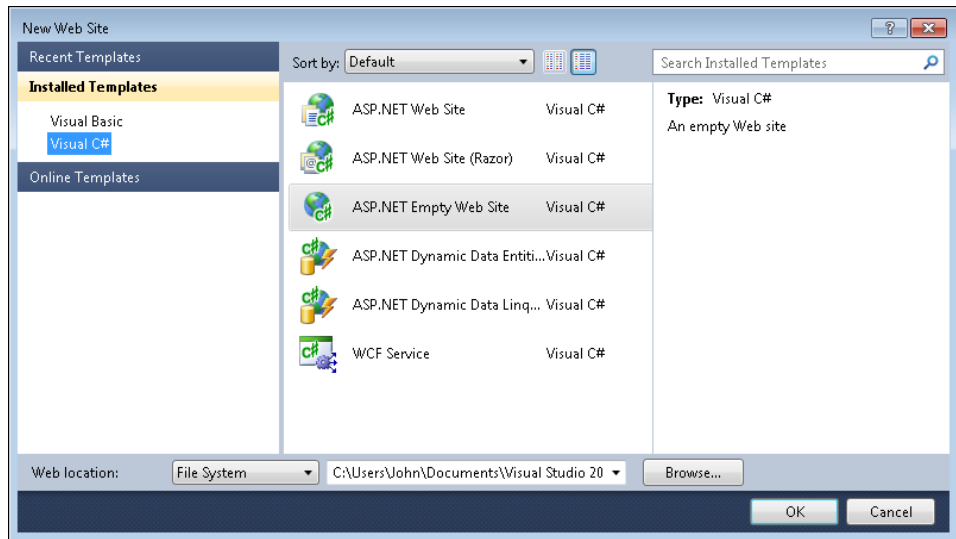 New Web Site
?
Recent Templates
Installed Templates
Visual Basic
Visual C#
Online Templates
Sort by: Default
ASP.NET Web Site Visual C#
ASP.NET Web Site (Razor) Visual C#
ASP.NET Empty Web Site Visual C#
ASP.NET Dynamic Data Entiti... Visual C#
ASP.NET Dynamic Data Linq... Visual C#
WCF Service Visual C#
Search Installed Templates
Type: Visual C#
An empty Web site
Web location: File System C:\Users\John\Documents\Visual Studio 20 Browse...
OK Cancel